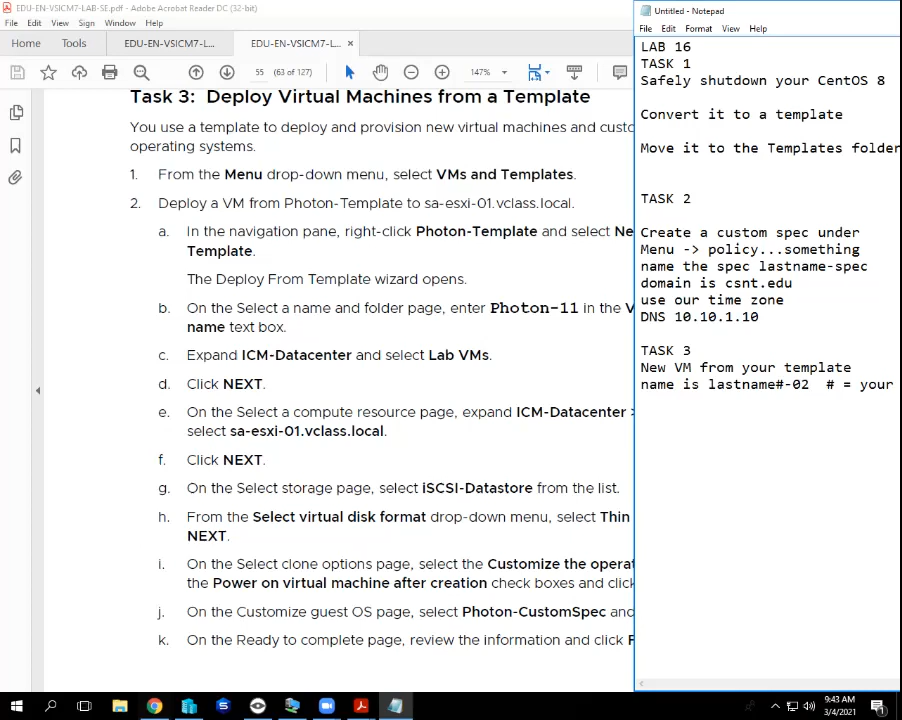 EDU-EN-VSICM7-LAB-SE.pdf - Adobe Acrobat Reader DC (32-bit)
File Edit View Sign Window Help
Home Tools EDU-EN-VSICM7-L... EDU-EN-VSICM7-L... ×
55 (63 of 127) 147%
Task 3: Deploy Virtual Machines from a Template
You use a template to deploy and provision new virtual machines and custo
operating systems.
1. From the Menu drop-down menu, select VMs and Templates.
2. Deploy a VM from Photon-Template to sa-esxi-01.vclass.local.
a. In the navigation pane, right-click Photon-Template and select Ne
Template.
The Deploy From Template wizard opens.
b. On the Select a name and folder page, enter Photon-11 in the V
name text box.
c. Expand ICM-Datacenter and select Lab VMs.
d. Click NEXT.
e. On the Select a compute resource page, expand ICM-Datacenter >
select sa-esxi-01.vclass.local.
f. Click NEXT.
g. On the Select storage page, select iSCSI-Datastore from the list.
h. From the Select virtual disk format drop-down menu, select Thin
NEXT.
i. On the Select clone options page, select the Customize the operat
the Power on virtual machine after creation check boxes and click
j. On the Customize guest OS page, select Photon-CustomSpec and
k. On the Ready to complete page, review the information and click F
Untitled - Notepad
File Edit Format View Help
LAB 16
TASK 1
Safely shutdown your CentOS 8
Convert it to a template
Move it to the Templates folder
TASK 2
Create a custom spec under
Menu -> policy...something
name the spec lastname-spec
domain is csnt.edu
use our time zone
DNS 10.10.1.10
TASK 3
New VM from your template
name is lastname#-02 # = your
9:43 AM
3/4/2021